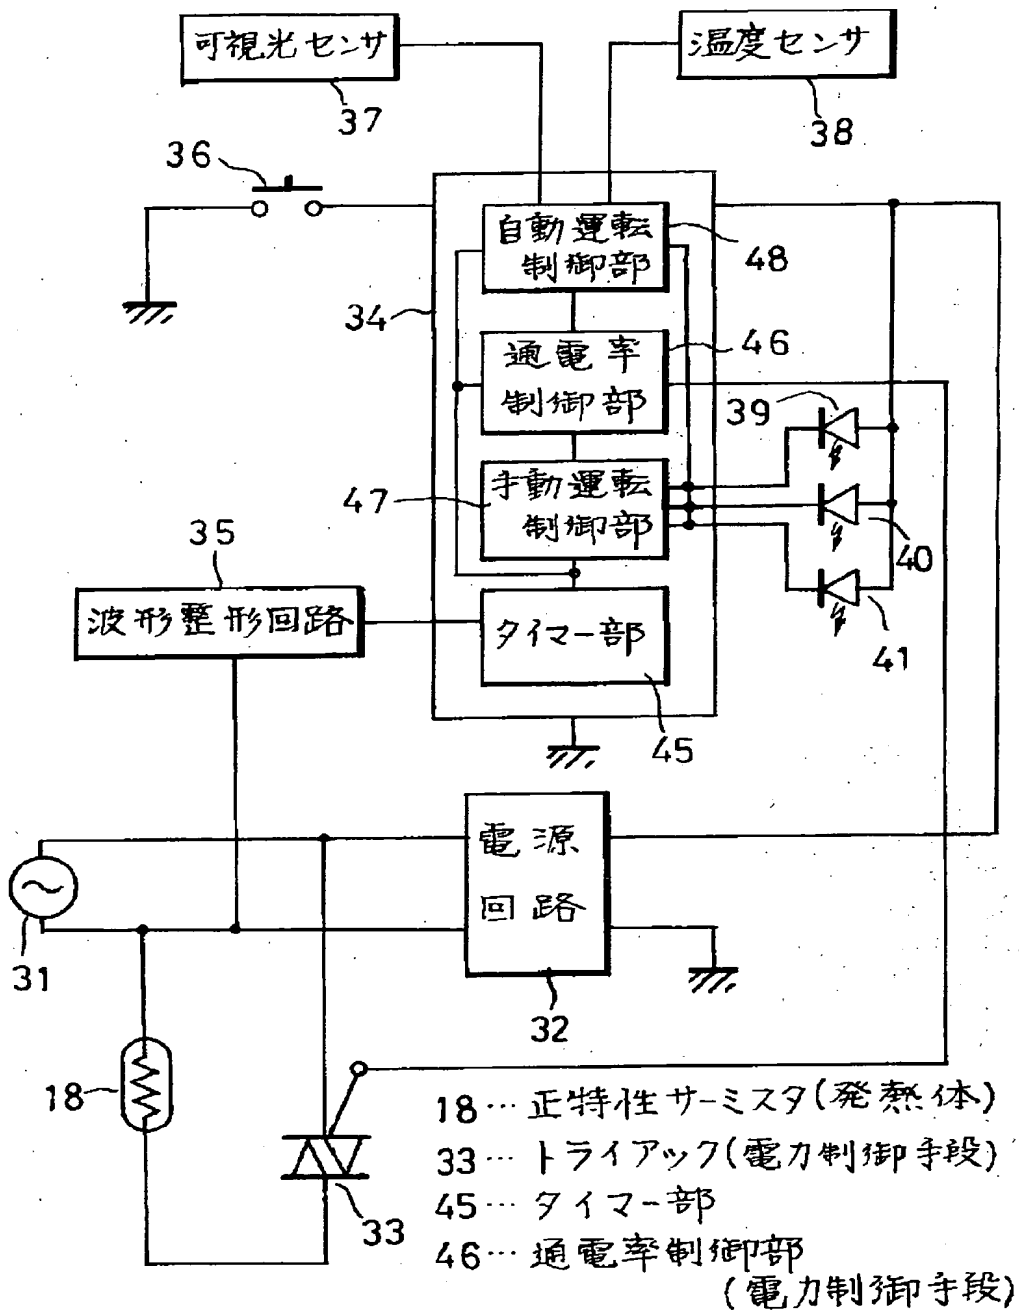 可視光センサ
温度センサ
37
38
36
自動運転
制御部
48
34
通電率
制御部
46
39
手動運転
制御部
47
40
35
波形整形回路
タイマー部
41
45
電源
回路
31
32
18
18…正特性サーミスタ(発熱体)
33…トライアック(電力制御手段)
33
45…タイマー部
46…通電率制御部
(電力制御手段)